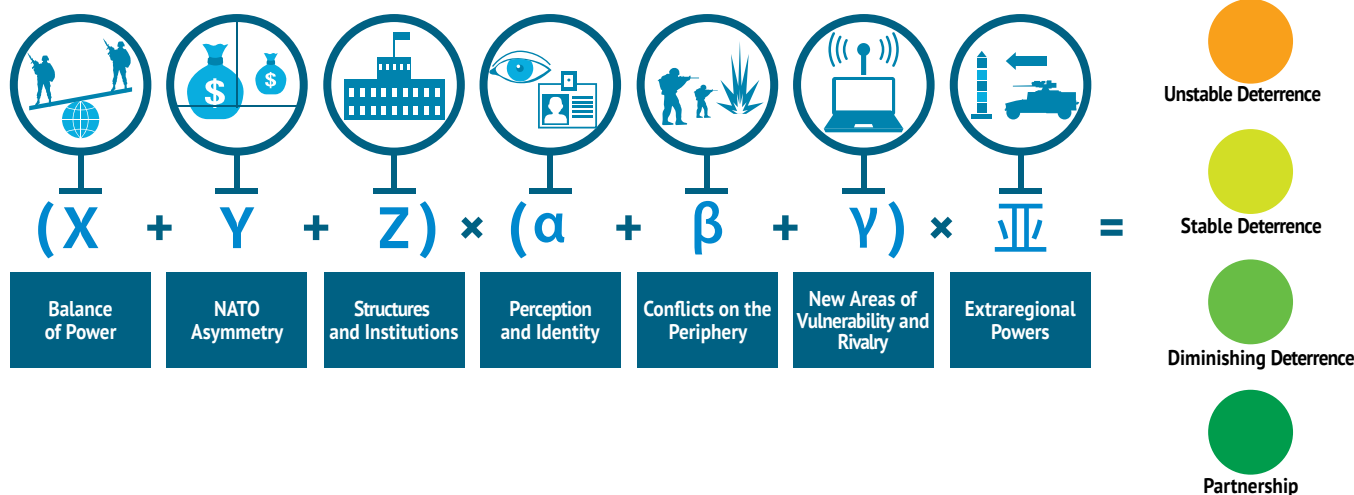 $
$
(X + Y + Z) × (α + β + γ) × 亚 =
Balance
of Power
NATO
Asymmetry
Structures
and Institutions
Perception
and Identity
Conflicts on the
Periphery
New Areas of
Vulnerability and
Rivalry
Extraregional
Powers
Unstable Deterrence
Stable Deterrence
Diminishing Deterrence
Partnership